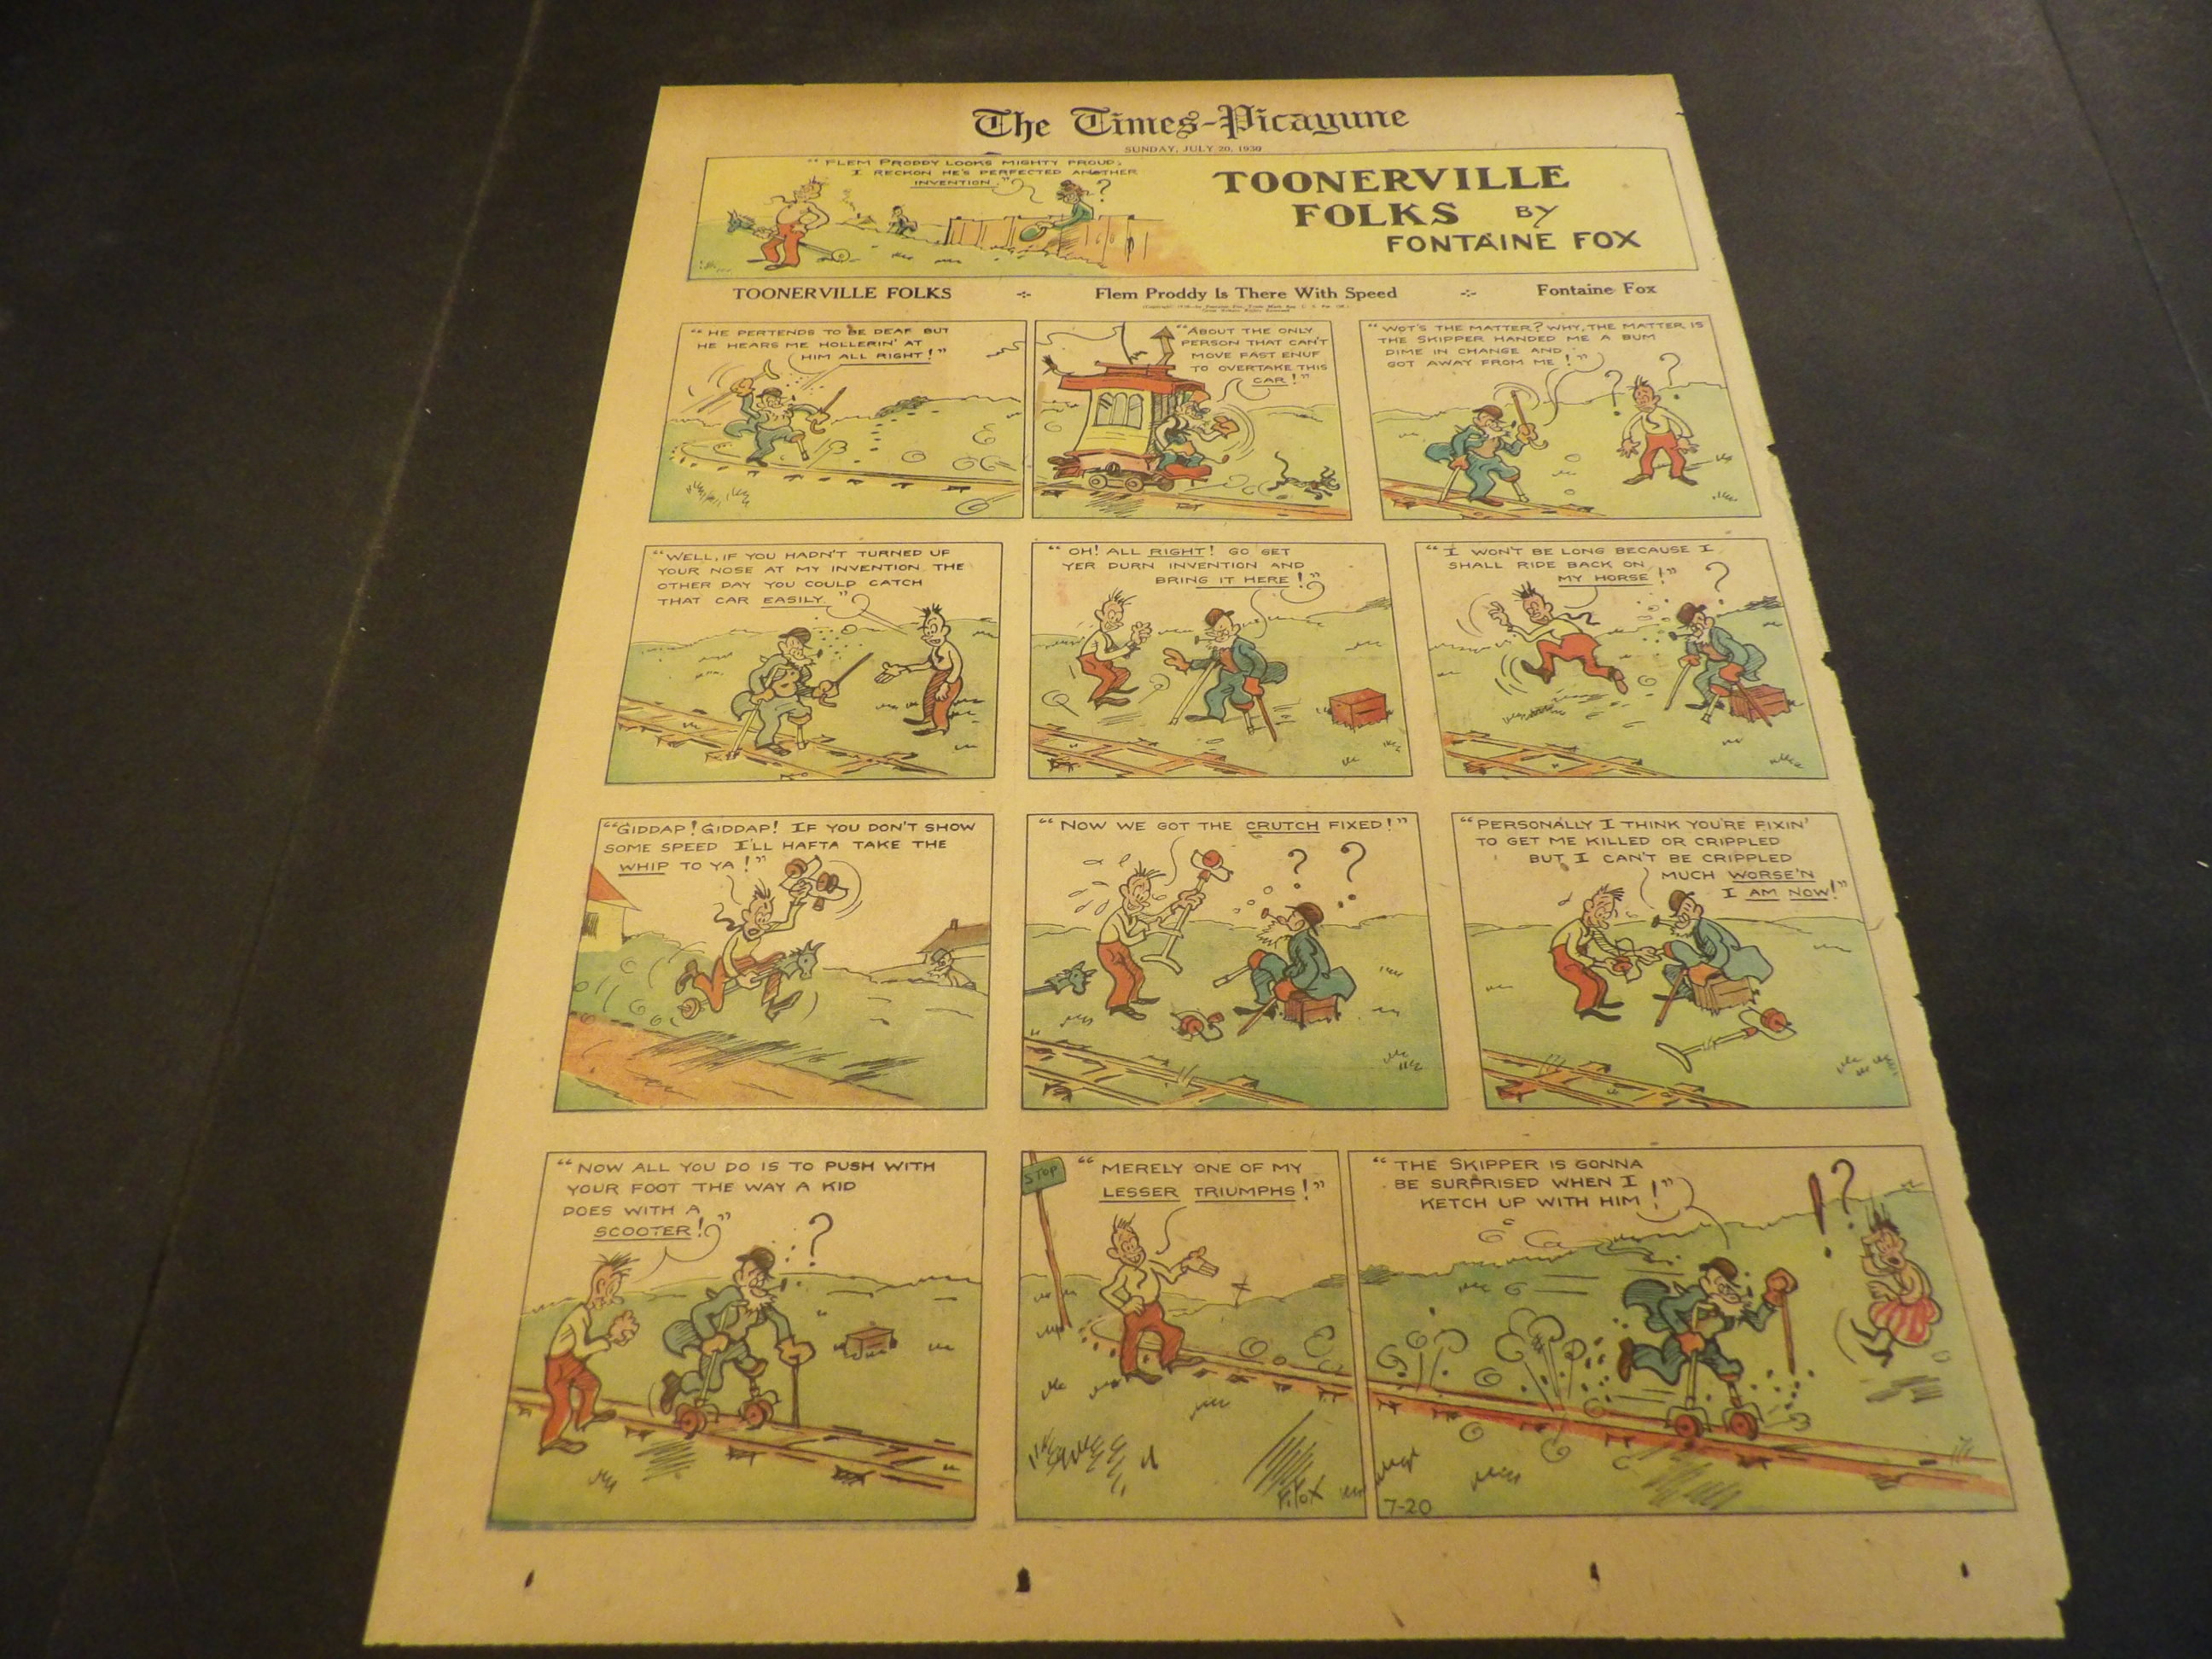 The Times-Picayune
SUNDAY, JULY 20, 1930
"FLEM PRODDY LOOKS MIGHTY PROUD;
I RECKON HE'S PERFECTED ANOTHER
INVENTION."
?
TOONERVILLE
FOLKS BY
FONTAINE FOX
TOONERVILLE FOLKS
Flem Proddy Is There With Speed
Fontaine Fox
"HE PERTENDS TO BE DEAF BUT
HE HEARS ME HOLLERIN' AT
HIM ALL RIGHT!"
"ABOUT THE ONLY
PERSON THAT CAN'T
MOVE FAST ENUF
TO OVERTAKE THIS
CAR!"
"WOT'S THE MATTER? WHY, THE MATTER IS
THE SKIPPER HANDED ME A BUM
DIME IN CHANGE AND
GOT AWAY FROM ME!"
? ?
"WELL, IF YOU HADN'T TURNED UP
YOUR NOSE AT MY INVENTION THE
OTHER DAY YOU COULD CATCH
THAT CAR EASILY."
"OH! ALL RIGHT! GO GET
YER DURN INVENTION AND
BRING IT HERE!"
"I WON'T BE LONG BECAUSE I
SHALL RIDE BACK ON
MY HORSE!"
?
"GIDDAP! GIDDAP! IF YOU DON'T SHOW
SOME SPEED I'LL HAFTA TAKE THE
WHIP TO YA!"
"NOW WE GOT THE CRUTCH FIXED!"
? ?
"PERSONALLY I THINK YOU'RE FIXIN'
TO GET ME KILLED OR CRIPPLED
BUT I CAN'T BE CRIPPLED
MUCH WORSE'N
I AM NOW!"
"NOW ALL YOU DO IS TO PUSH WITH
YOUR FOOT THE WAY A KID
DOES WITH A
SCOOTER!"
?
STOP
"MERELY ONE OF MY
LESSER TRIUMPHS!"
F. Fox
"THE SKIPPER IS GONNA
BE SURPRISED WHEN I
KETCH UP WITH HIM!"
!?
7-20